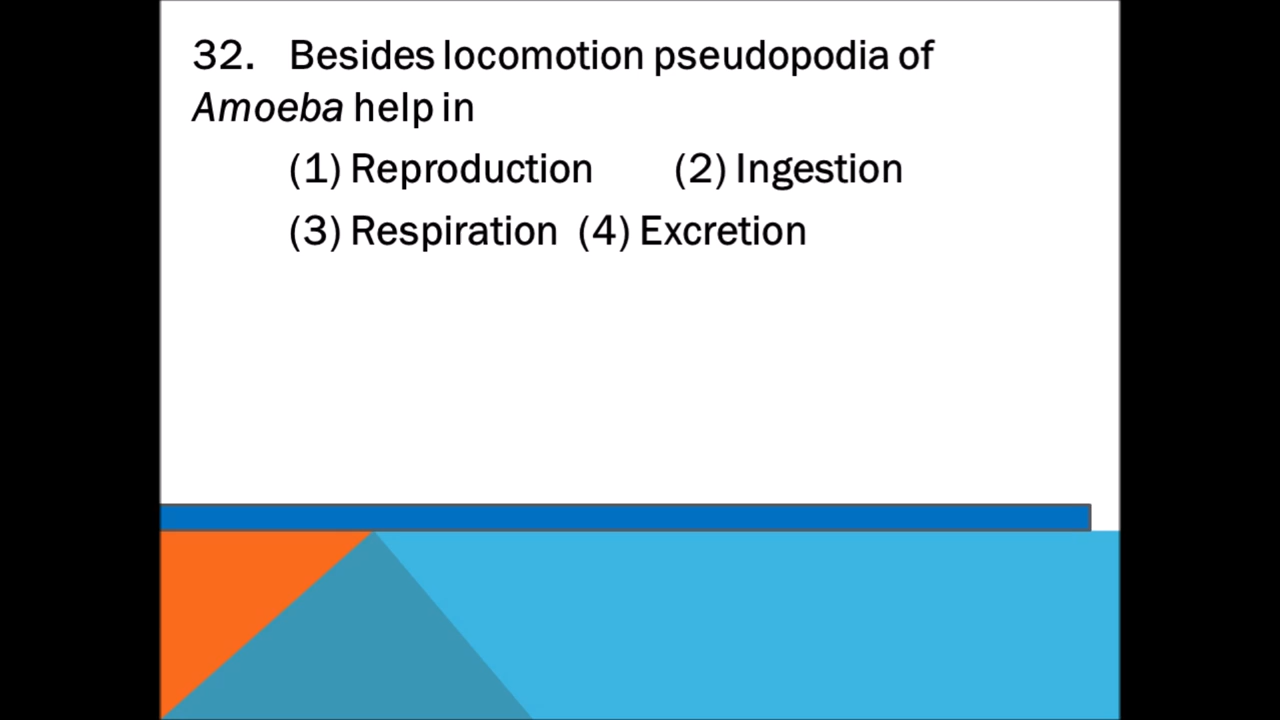 32. Besides locomotion pseudopodia of
Amoeba help in
(1) Reproduction (2) Ingestion
(3) Respiration (4) Excretion